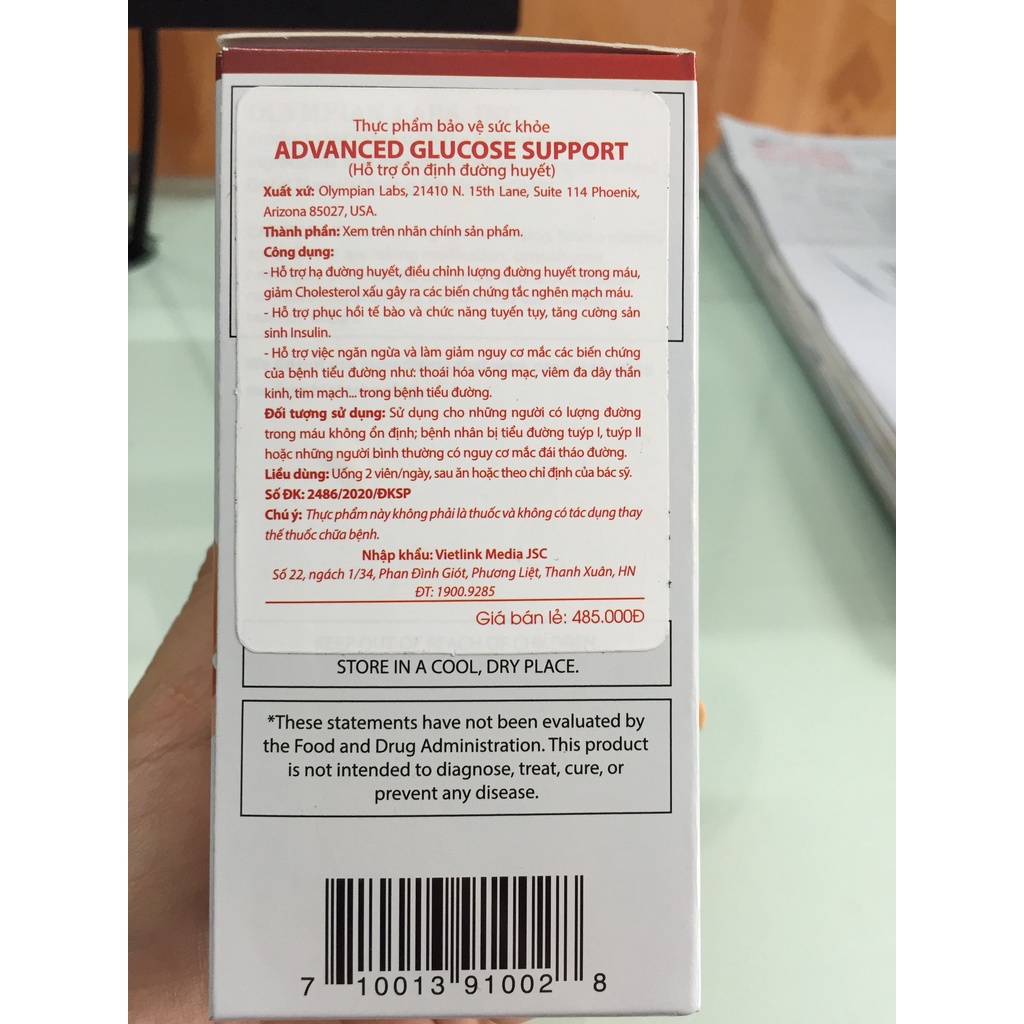 Thực phẩm bảo vệ sức khỏe
ADVANCED GLUCOSE SUPPORT
(Hỗ trợ ổn định đường huyết)
Xuất xứ: Olympian Labs, 21410 N. 15th Lane, Suite 114 Phoenix,
Arizona 85027, USA.
Thành phần: Xem trên nhãn chính sản phẩm.
Công dụng:
- Hỗ trợ hạ đường huyết, điều chỉnh lượng đường huyết trong máu,
giảm Cholesterol xấu gây ra các biến chứng tắc nghên mạch máu.
- Hỗ trợ phục hồi tế bào và chức năng tuyến tụy, tăng cường sản
sinh Insulin.
- Hỗ trợ việc ngăn ngừa và làm giảm nguy cơ mắc các biến chứng
của bệnh tiểu đường như: thoái hóa võng mạc, viêm đa dây thần
kinh, tim mạch... trong bệnh tiểu đường.
Đối tượng sử dụng: Sử dụng cho những người có lượng đường
trong máu không ổn định; bệnh nhân bị tiểu đường tuýp I, tuýp II
hoặc những người bình thường có nguy cơ mắc đái tháo đường.
Liều dùng: Uống 2 viên/ngày, sau ăn hoặc theo chỉ định của bác sỹ.
Số ĐK: 2486/2020/ĐKSP
Chú ý: Thực phẩm này không phải là thuốc và không có tác dụng thay
thế thuốc chữa bệnh.
Nhập khẩu: Vietlink Media JSC
Số 22, ngách 1/34, Phan Đình Giót, Phương Liệt, Thanh Xuân, HN
ĐT: 1900.9285
Giá bán lẻ: 485.000Đ
KEEP OUT OF REACH OF CHILDREN
STORE IN A COOL, DRY PLACE.
*These statements have not been evaluated by
the Food and Drug Administration. This product
is not intended to diagnose, treat, cure, or
prevent any disease.
7 10013 91002 8